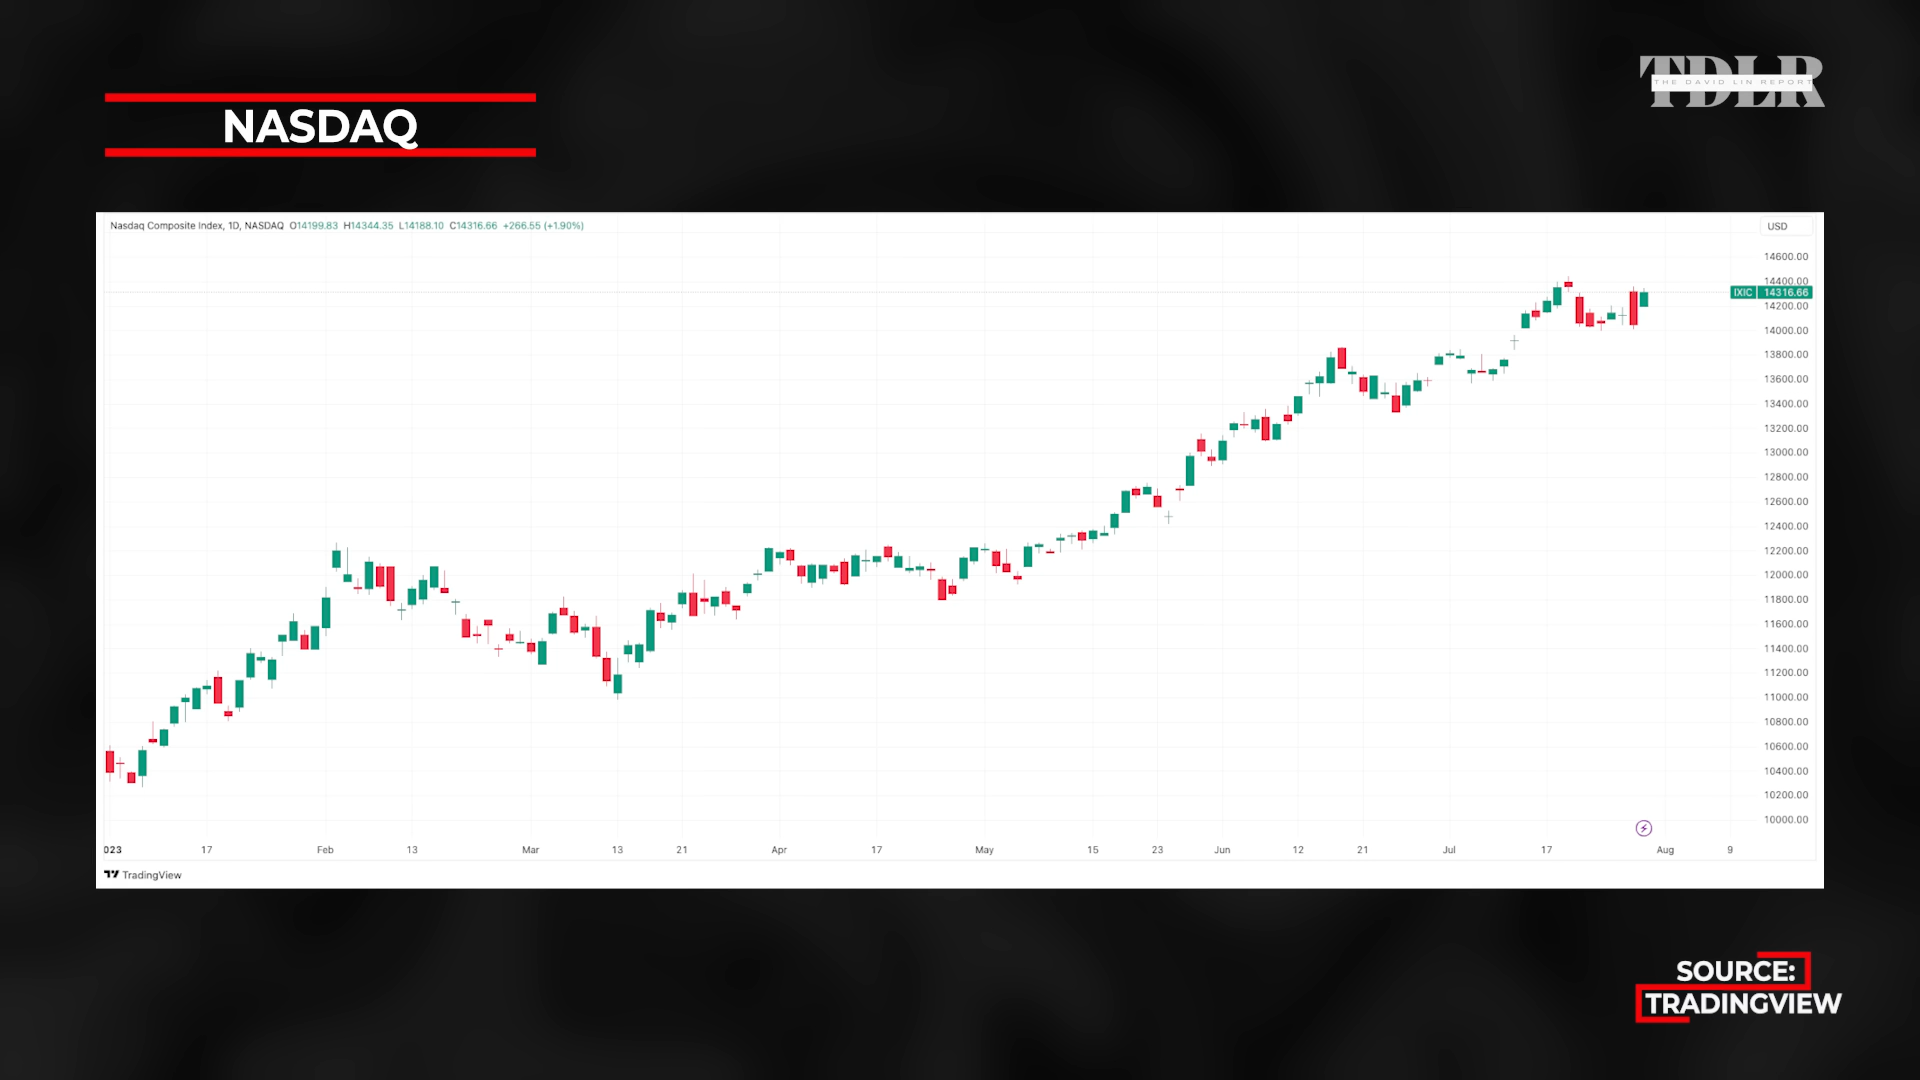 TDLR
THE DAVID LIN REPORT
NASDAQ
Nasdaq Composite Index, 1D, NASDAQ O14199.83 H14344.35 L14188.10 C14316.66 +266.55 (+1.90%)
USD
14600.00
14400.00
IXIC 14316.66
14200.00
14000.00
13800.00
13600.00
13400.00
13200.00
13000.00
12800.00
12600.00
12400.00
12200.00
12000.00
11800.00
11600.00
11400.00
11200.00
11000.00
10800.00
10600.00
10400.00
10200.00
10000.00
023 17 Feb 13 Mar 13 21 Apr 17 May 15 23 Jun 12 21 Jul 17 Aug 9
TradingView
SOURCE:
TRADINGVIEW